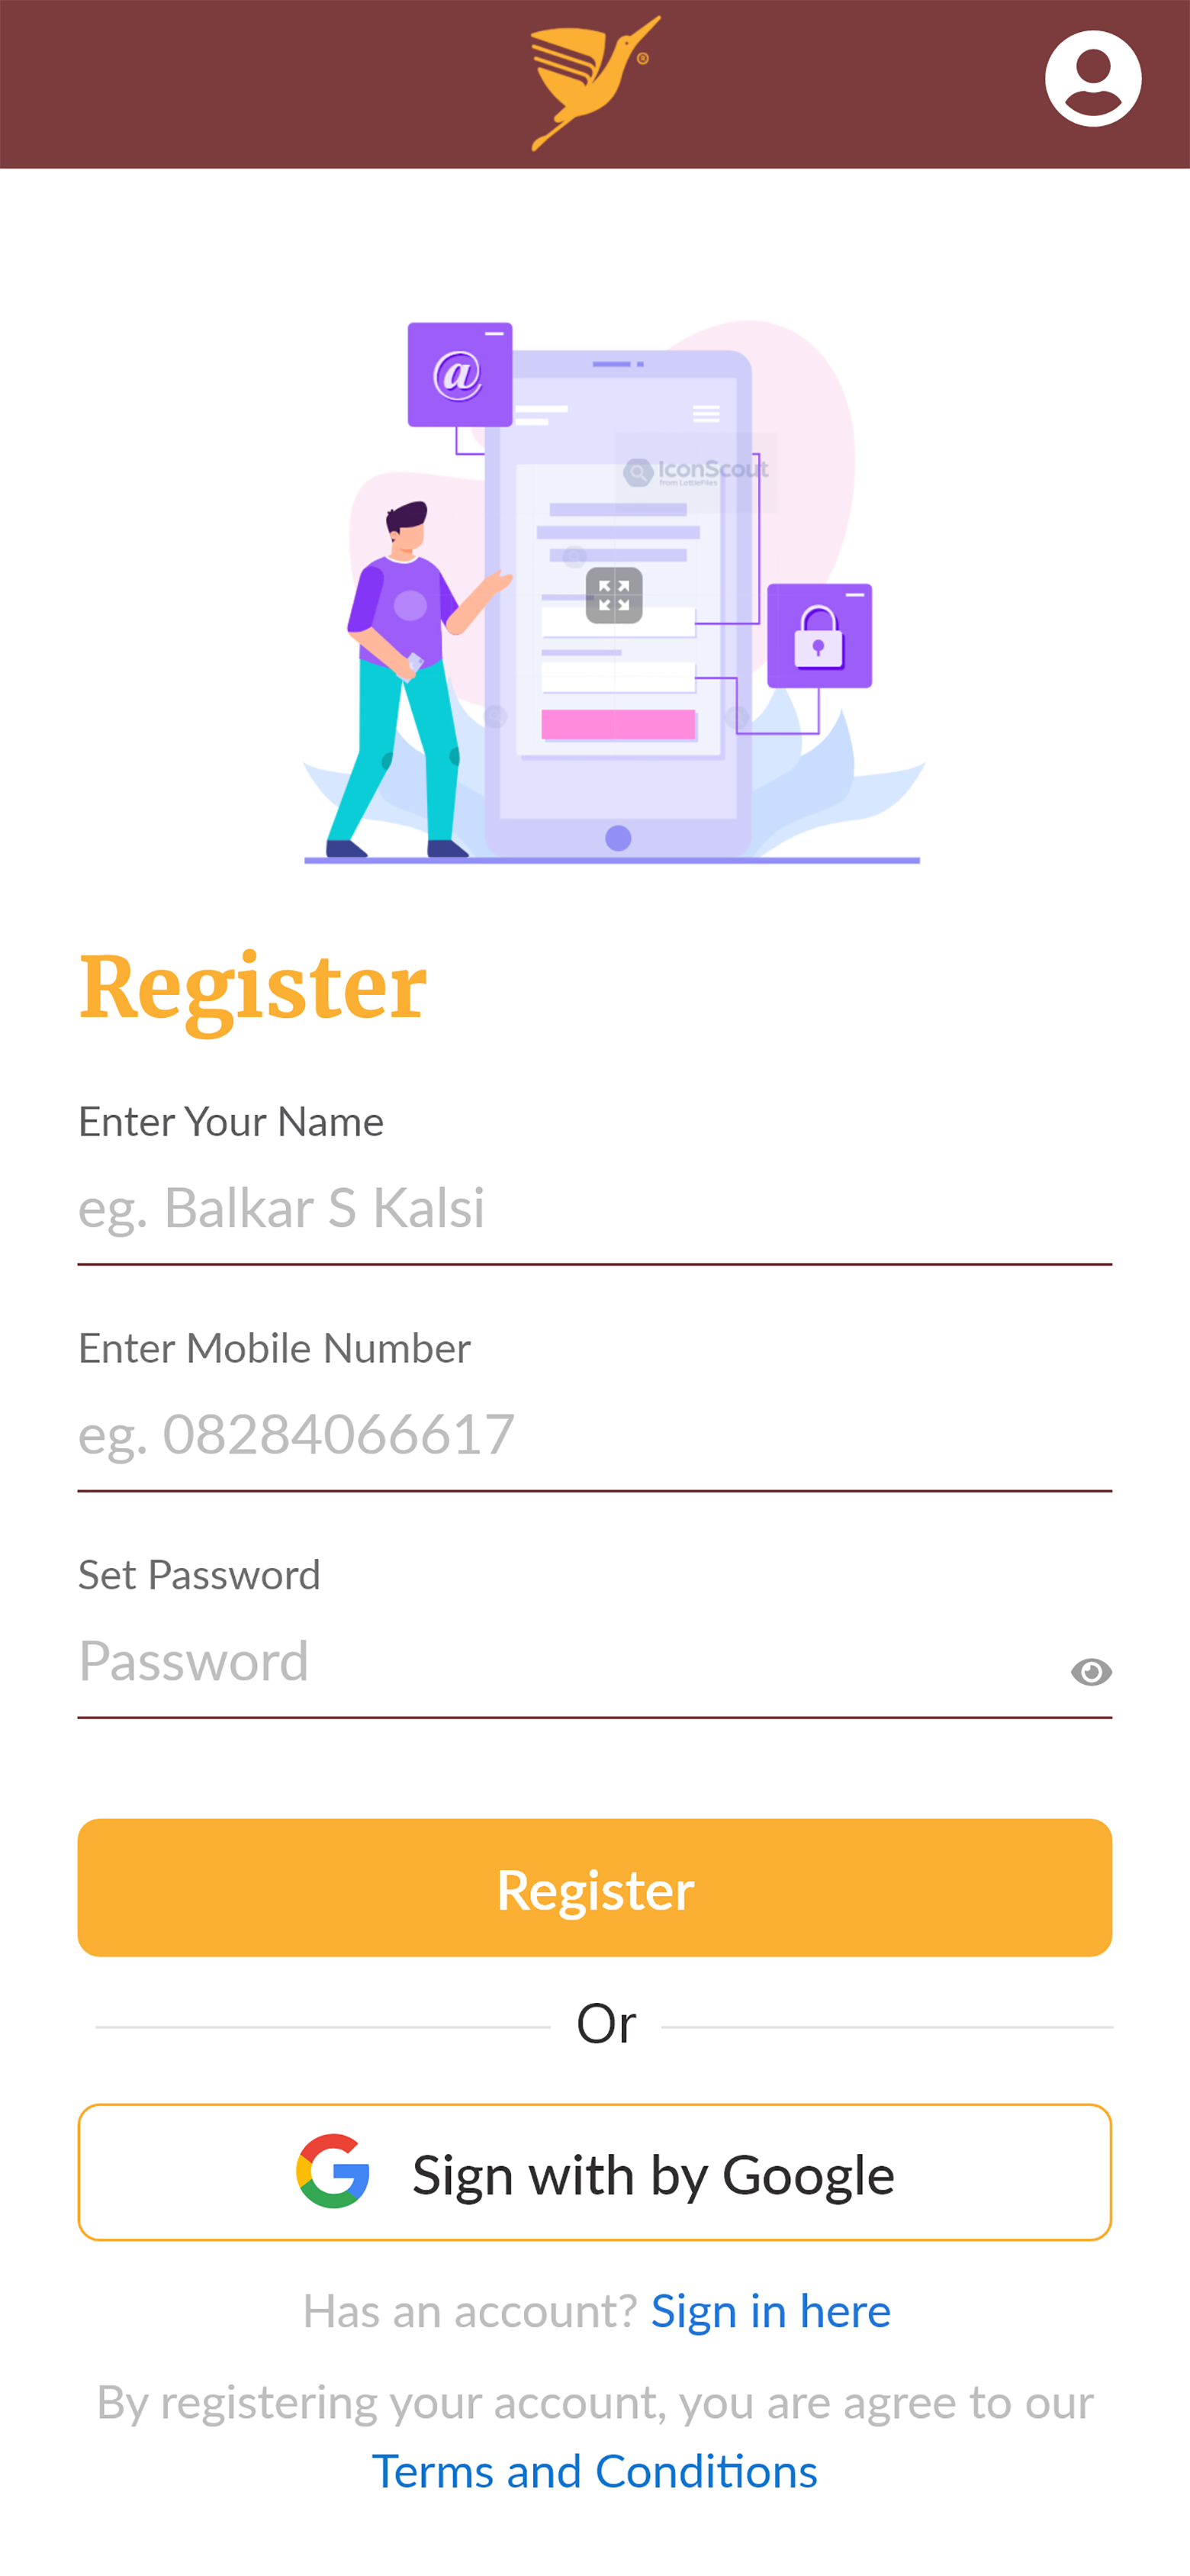 ®
@
IconScout
from LottieFiles
Register
Enter Your Name
eg. Balkar S Kalsi
Enter Mobile Number
eg. 08284066617
Set Password
Password
Register
Or
Sign with by Google
Has an account? Sign in here
By registering your account, you are agree to our
Terms and Conditions